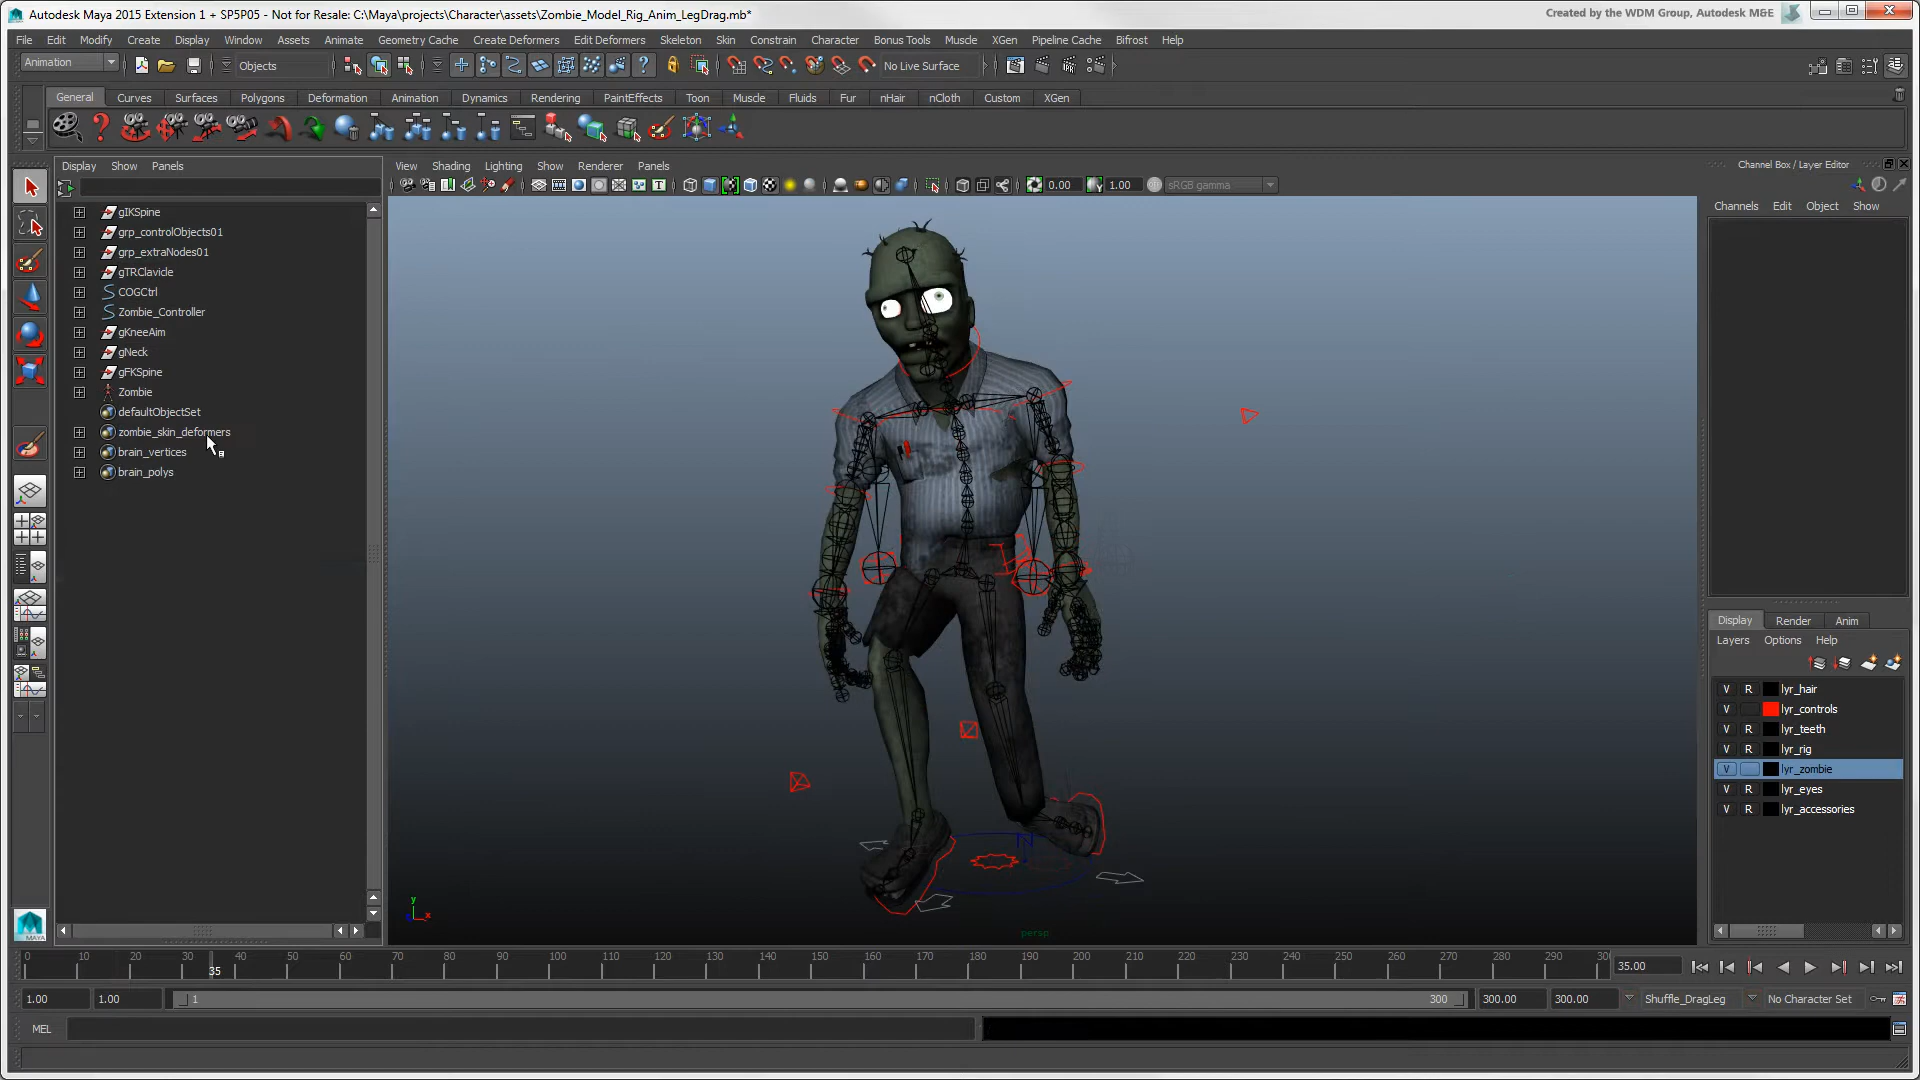 Autodesk Maya 2015 Extension 1 + SP5P05 - Not for Resale: C:\Maya\projects\Character\assets\Zombie_Model_Rig_Anim_LegDrag.mb*
Created by the WDM Group, Autodesk M&E
File Edit Modify Create Display Window Assets Animate Geometry Cache Create Deformers Edit Deformers Skeleton Skin Constrain Character Bonus Tools Muscle XGen Pipeline Cache Bifrost Help
Animation Objects No Live Surface
General Curves Surfaces Polygons Deformation Animation Dynamics Rendering PaintEffects Toon Muscle Fluids Fur nHair nCloth Custom XGen
Display Show Panels
View Shading Lighting Show Renderer Panels
Channel Box / Layer Editor
0.00 1.00 sRGB gamma
Channels Edit Object Show
gIKSpine
grp_controlObjects01
grp_extraNodes01
gTRClavicle
COGCtrl
Zombie_Controller
gKneeAim
gNeck
gFKSpine
Zombie
defaultObjectSet
zombie_skin_deformers
brain_vertices
brain_polys
persp
y
x
Display Render Anim
Layers Options Help
V R lyr_hair
V lyr_controls
V R lyr_teeth
V R lyr_rig
V lyr_zombie
V R lyr_eyes
V R lyr_accessories
MAYA
0 10 20 30 40 50 60 70 80 90 100 110 120 130 140 150 160 170 180 190 200 210 220 230 240 250 260 270 280 290 30
35
35.00
1.00 1.00 1 300 300.00 300.00 Shuffle_DragLeg No Character Set
MEL